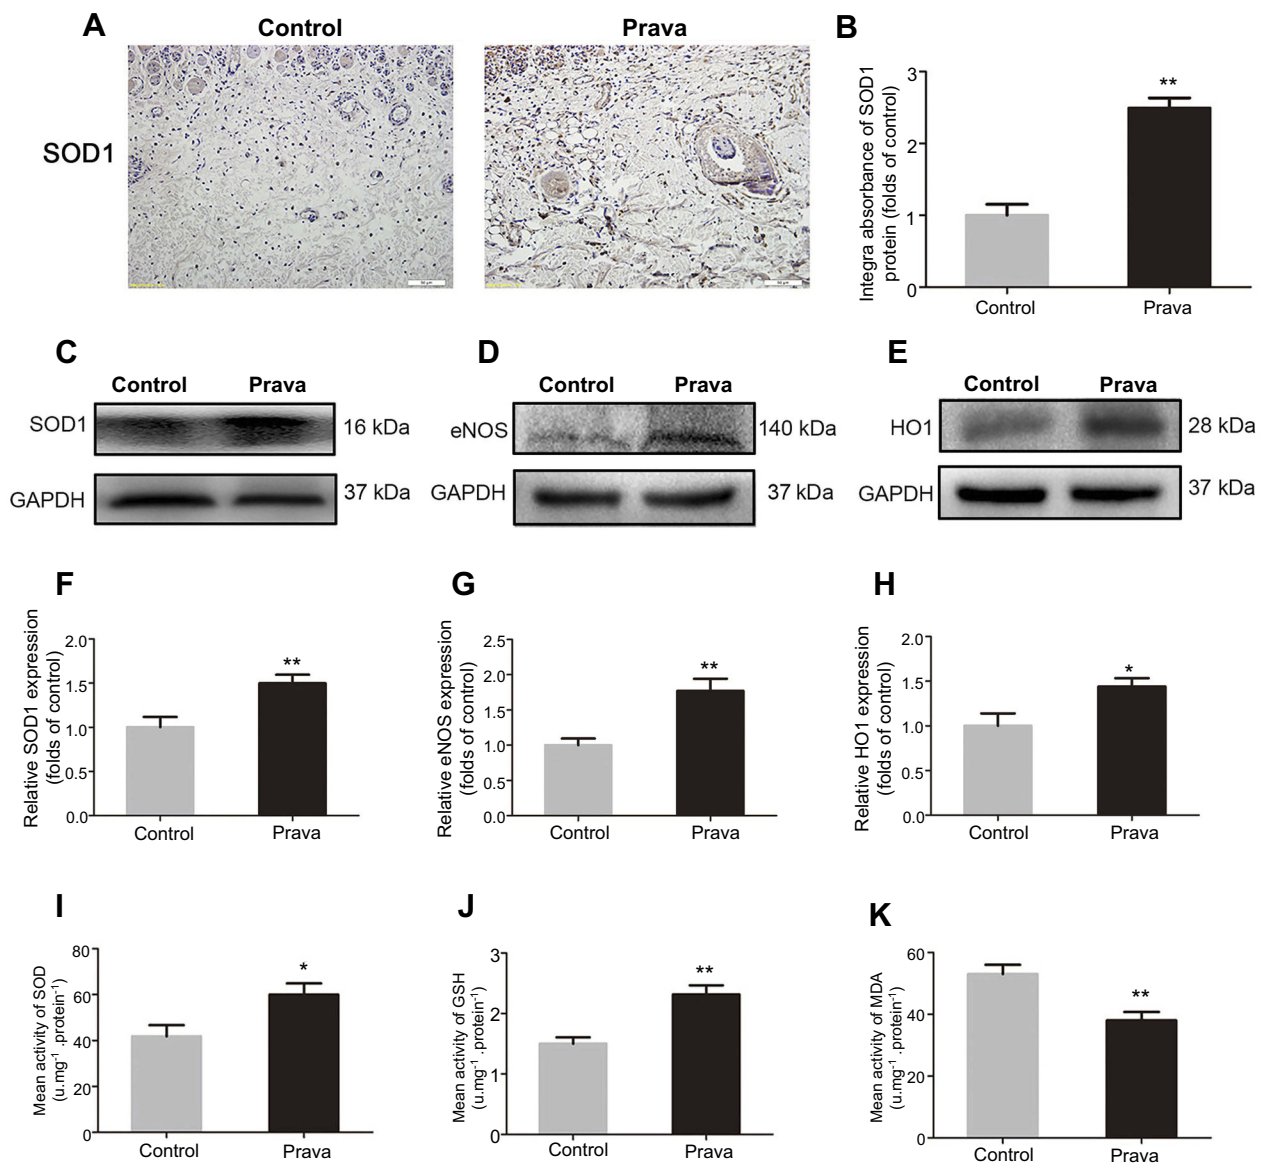 A
Control
Prava
SOD1
B
Integra absorbance of SOD1
protein (folds of control)
3
2
1
0
**
Control
Prava
C
Control
Prava
SOD1
16 kDa
GAPDH
37 kDa
D
Control
Prava
eNOS
140 kDa
GAPDH
37 kDa
E
Control
Prava
HO1
28 kDa
GAPDH
37 kDa
F
Relative SOD1 expression
(folds of control)
2.0
1.5
1.0
0.5
0.0
**
Control
Prava
G
Relative eNOS expression
(folds of control)
2.5
2.0
1.5
1.0
0.5
0.0
**
Control
Prava
H
Relative HO1 expression
(folds of control)
2.0
1.5
1.0
0.5
0.0
*
Control
Prava
I
Mean activity of SOD
(u.mg⁻¹ .protein⁻¹)
80
60
40
20
0
*
Control
Prava
J
Mean activity of GSH
(u.mg⁻¹ .protein⁻¹)
3
2
1
0
**
Control
Prava
K
Mean activity of MDA
(u.mg⁻¹ .protein⁻¹)
60
40
20
0
**
Control
Prava